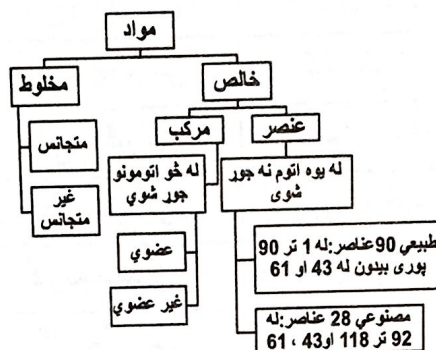 مواد
خالص
مخلوط
عنصر
مرکب
متجانس
غیر
متجانس
له یوه اتوم نه جوړ
شوی
له څو اتومونو
جوړ شوي
عضوي
غیر عضوي
طبیعي 90عناصر:له 1 تر 90
پوری بیدون له 43 او 61
مصنوعي 28 عناصر:له
92 تر 118 او43 ، 61